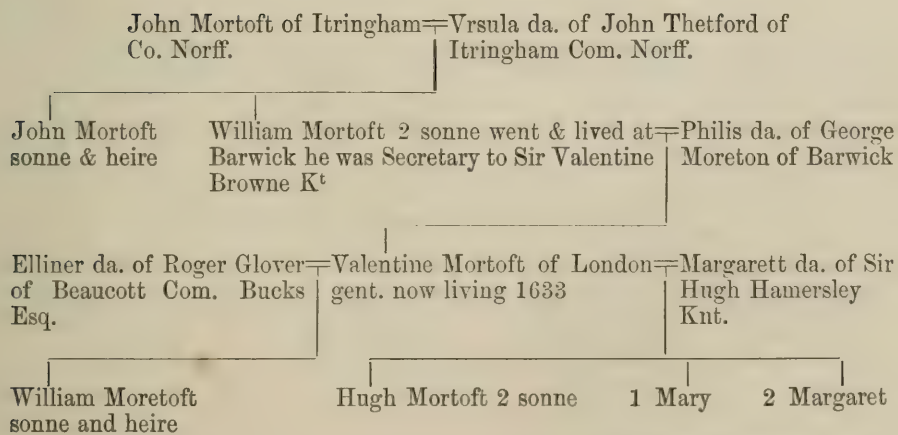 John Mortoft of Itringham Co. Norff.
Vrsula da. of John Thetford of Itringham Com. Norff.
John Mortoft
sonne & heire
William Mortoft 2 sonne went & lived at
Barwick he was Secretary to Sir Valentine
Browne Kᵗ
Philis da. of George
Moreton of Barwick
Elliner da. of Roger Glover
of Beaucott Com. Bucks
Esq.
Valentine Mortoft of London
gent. now living 1633
Margarett da. of Sir
Hugh Hamersley
Knt.
William Moretoft
sonne and heire
Hugh Mortoft 2 sonne
1 Mary
2 Margaret